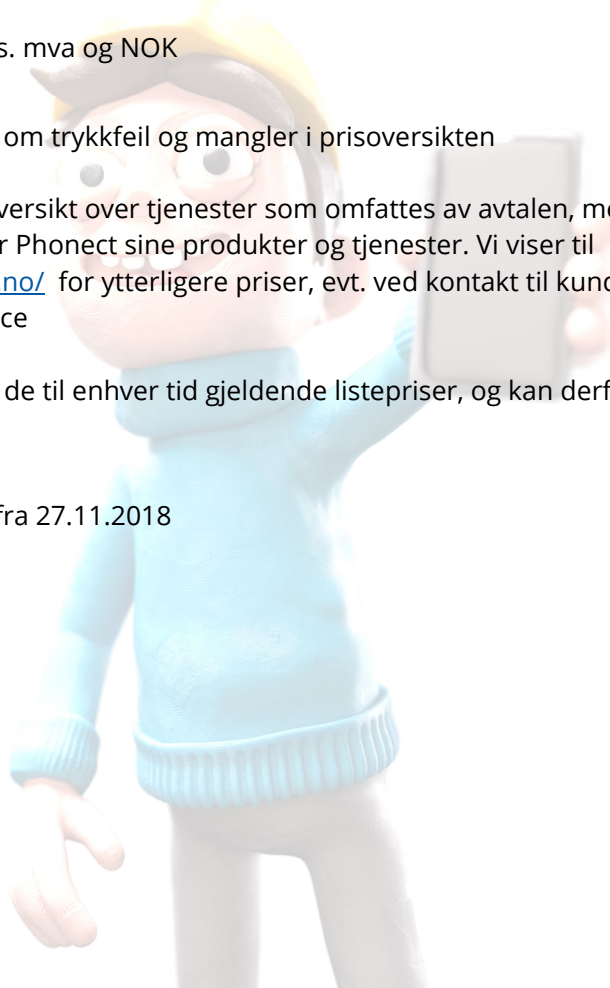 s. mva og NOK
om trykkfeil og mangler i prisoversikten
versikt over tjenester som omfattes av avtalen, me
r Phonect sine produkter og tjenester. Vi viser til
.no/ for ytterligere priser, evt. ved kontakt til kund
ce
de til enhver tid gjeldende listepriser, og kan derf
fra 27.11.2018